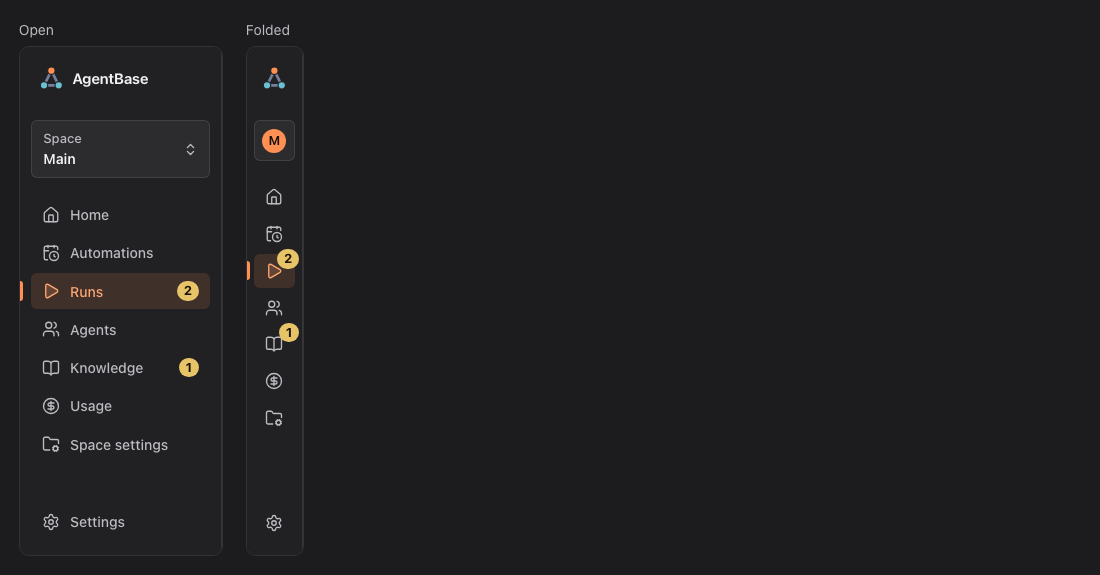 Open
AgentBase
Space
Main
Home
Automations
Runs 2
Agents
Knowledge 1
Usage
Space settings
Settings
Folded
M
2
1